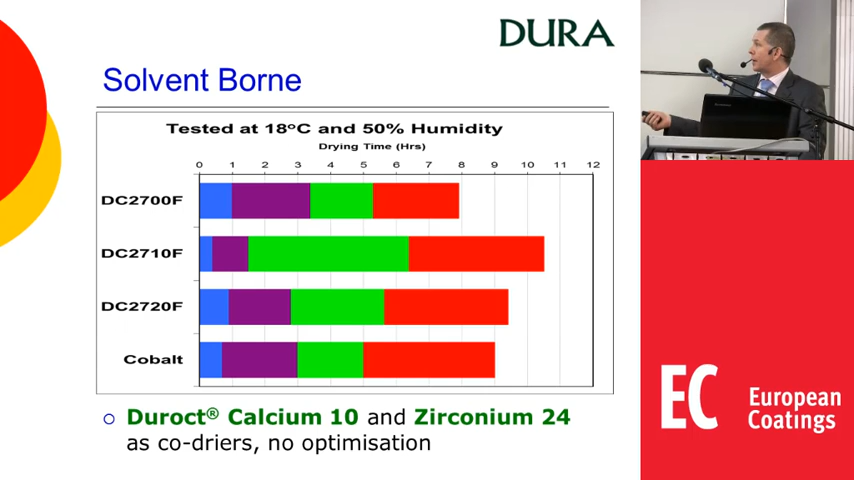 DURA
Solvent Borne
Tested at 18°C and 50% Humidity
Drying Time (Hrs)
0 1 2 3 4 5 6 7 8 9 10 11 12
DC2700F
DC2710F
DC2720F
Cobalt
Duroct® Calcium 10 and Zirconium 24
as co-driers, no optimisation
EC European
Coatings